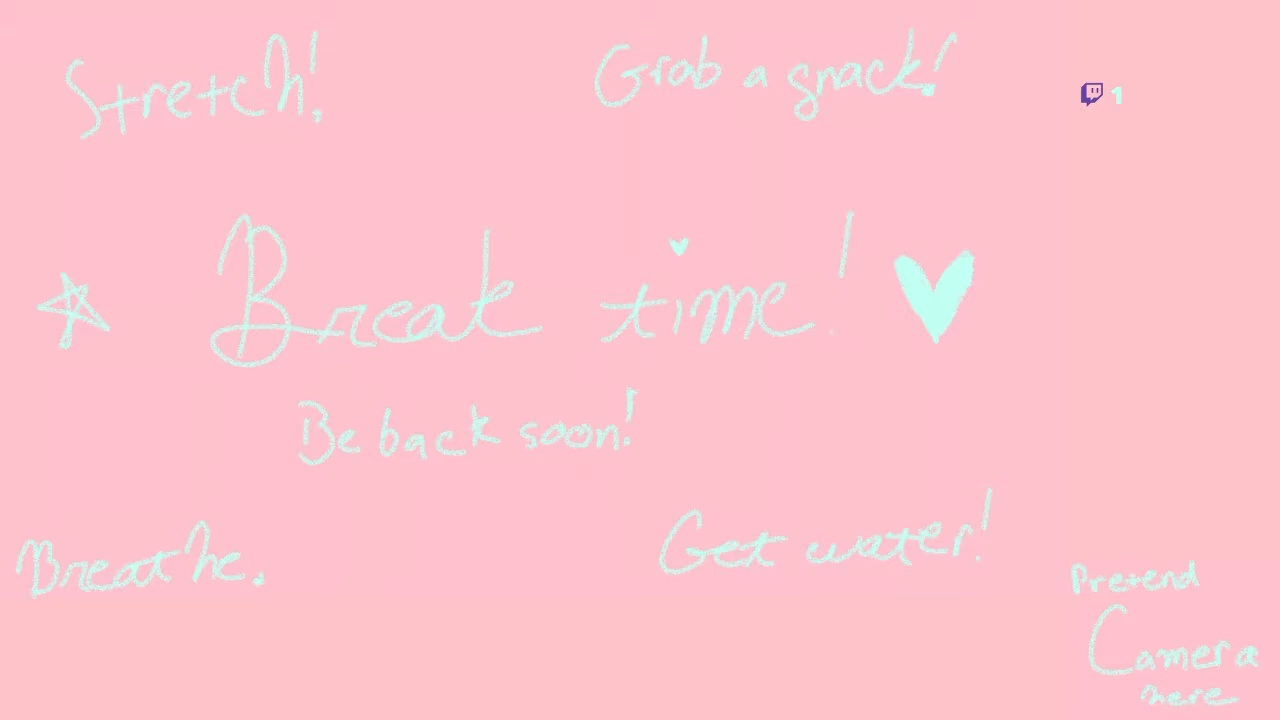 Stretch!
Grab a snack!
1
Break time!
Be back soon!
Breathe.
Get water!
Pretend
Camera
here